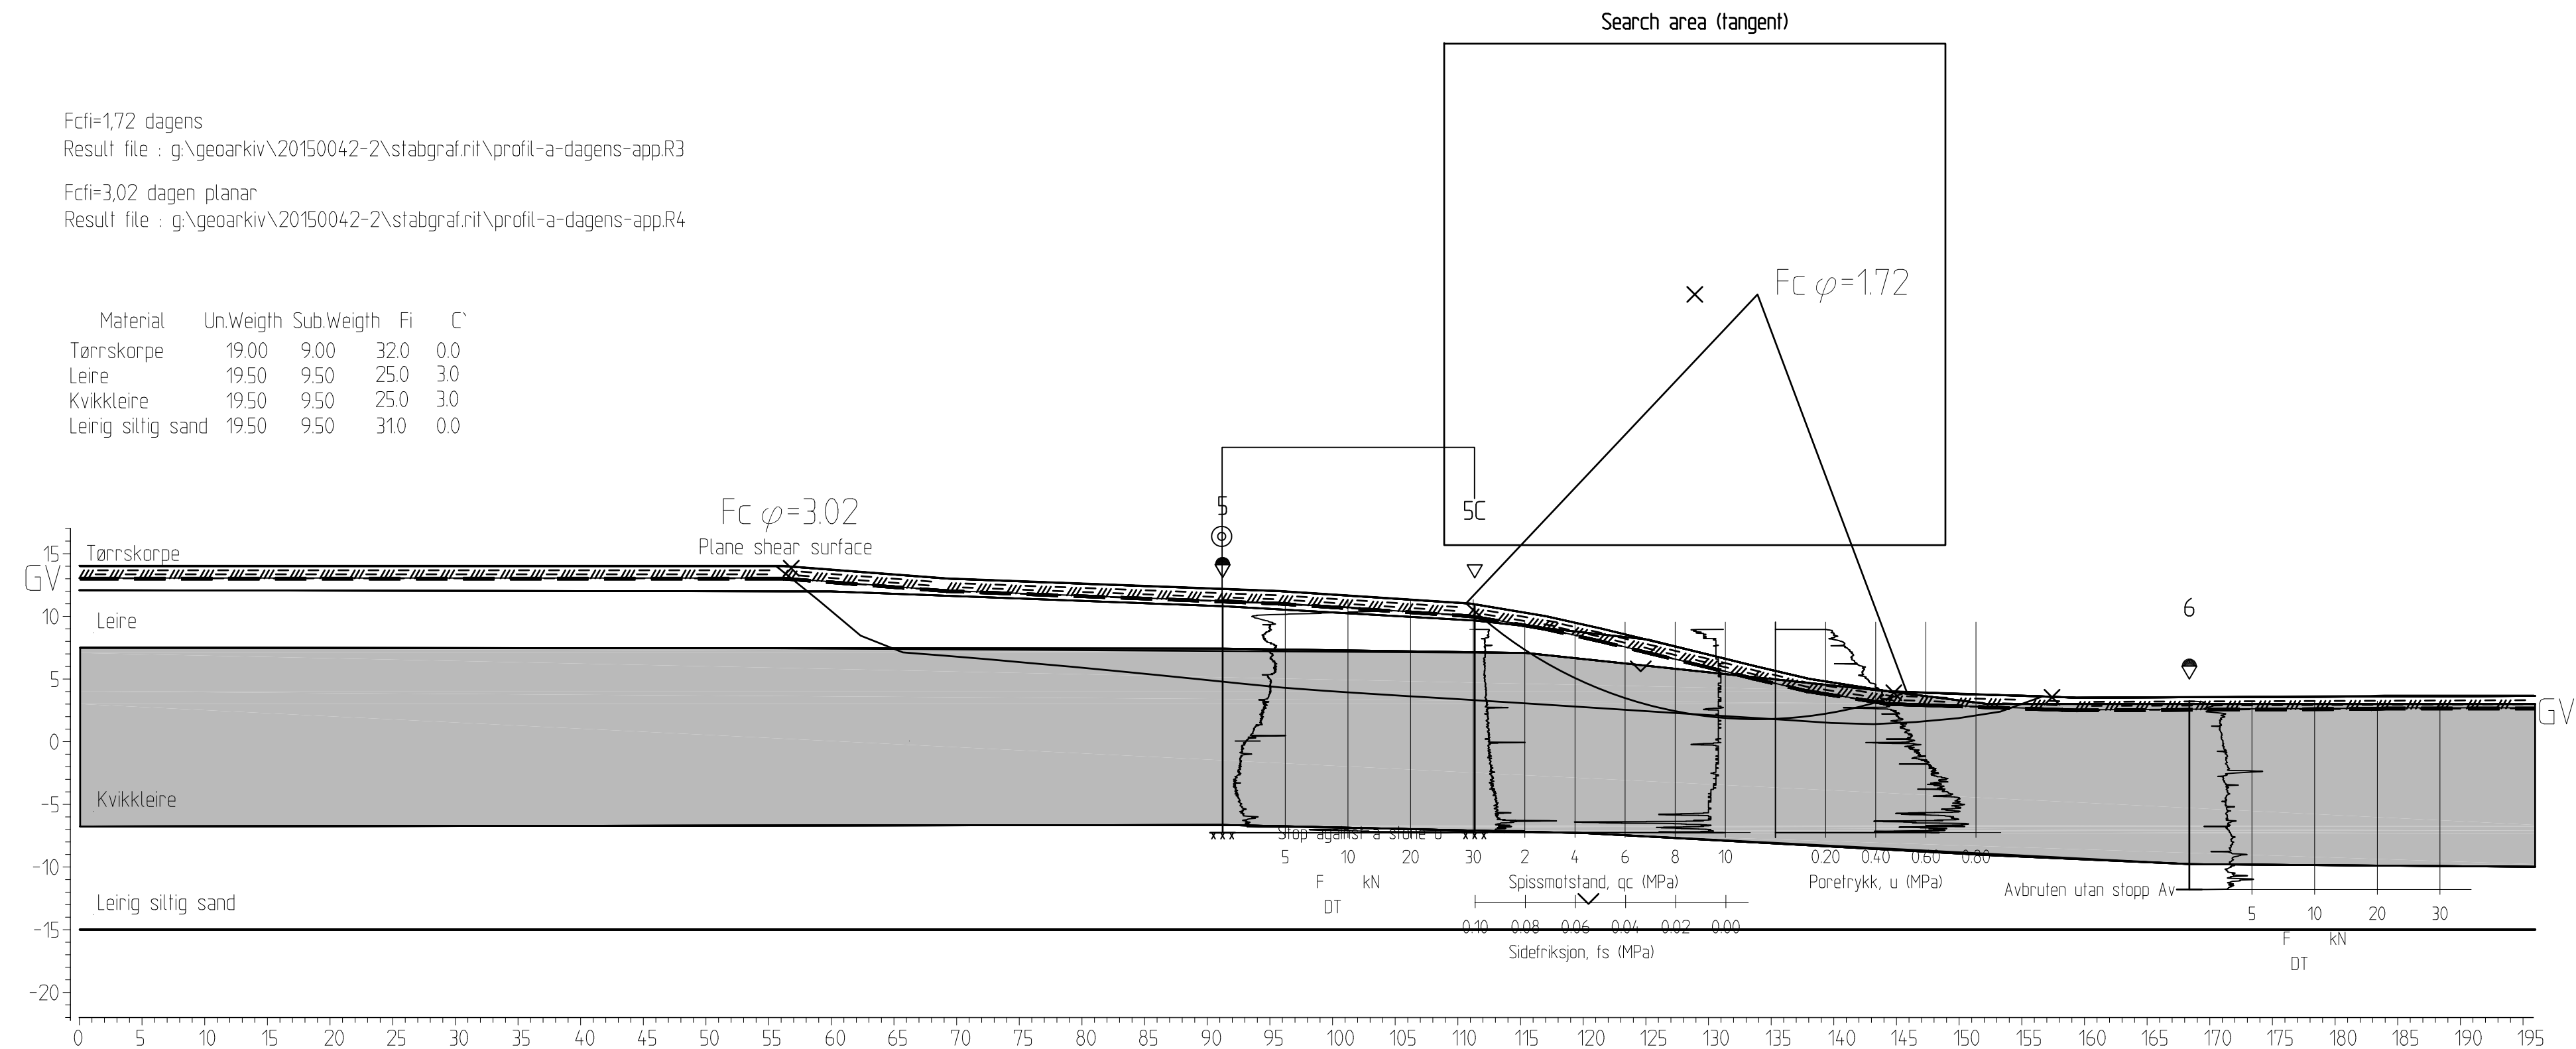 Search area (tangent)
Fcfi=1,72 dagens
Result file : g:\geoarkiv\20150042-2\stabgraf.rit\profil-a-dagens-app.R3
Fcfi=3,02 dagen planar
Result file : g:\geoarkiv\20150042-2\stabgraf.rit\profil-a-dagens-app.R4
Fc φ=1.72
Material Un.Weigth Sub.Weigth Fi C`
Tørrskorpe 19.00 9.00 32.0 0.0
Leire 19.50 9.50 25.0 3.0
Kvikkleire 19.50 9.50 25.0 3.0
Leirig siltig sand 19.50 9.50 31.0 0.0
Fc φ=3.02
Plane shear surface
5
5C
6
15
10
5
0
-5
-10
-15
-20
GV
GV
Tørrskorpe
Leire
Kvikkleire
Leirig siltig sand
Stop against a stone o
5 10 20 30
F kN
DT
2 4 6 8 10
Spissmotstand, qc (MPa)
0.10 0.08 0.06 0.04 0.02 0.00
Sidefriksjon, fs (MPa)
0.20 0.40 0.60 0.80
Poretrykk, u (MPa)
Avbruten utan stopp Av
5 10 20 30
F kN
DT
0 5 10 15 20 25 30 35 40 45 50 55 60 65 70 75 80 85 90 95 100 105 110 115 120 125 130 135 140 145 150 155 160 165 170 175 180 185 190 195